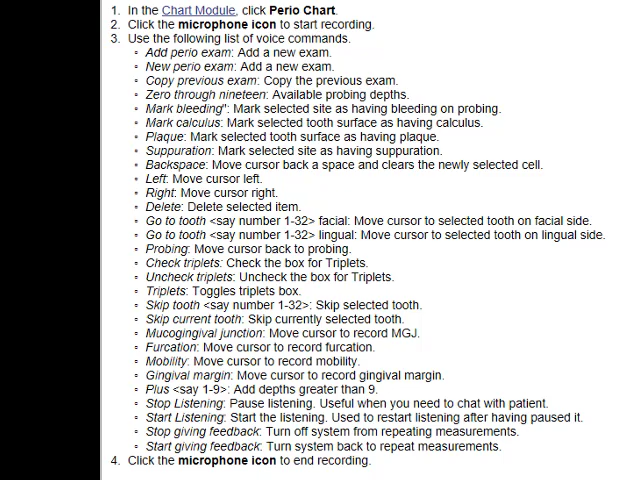 1. In the Chart Module, click Perio Chart.
2. Click the microphone icon to start recording.
3. Use the following list of voice commands.
Add perio exam: Add a new exam.
New perio exam: Add a new exam.
Copy previous exam: Copy the previous exam.
Zero through nineteen: Available probing depths.
Mark bleeding": Mark selected site as having bleeding on probing.
Mark calculus: Mark selected tooth surface as having calculus.
Plaque: Mark selected tooth surface as having plaque.
Suppuration: Mark selected site as having suppuration.
Backspace: Move cursor back a space and clears the newly selected cell.
Left: Move cursor left.
Right: Move cursor right.
Delete: Delete selected item.
Go to tooth <say number 1-32> facial: Move cursor to selected tooth on facial side.
Go to tooth <say number 1-32> lingual: Move cursor to selected tooth on lingual side.
Probing: Move cursor back to probing.
Check triplets: Check the box for Triplets.
Uncheck triplets: Uncheck the box for Triplets.
Triplets: Toggles triplets box.
Skip tooth <say number 1-32>: Skip selected tooth.
Skip current tooth: Skip currently selected tooth.
Mucogingival junction: Move cursor to record MGJ.
Furcation: Move cursor to record furcation.
Mobility: Move cursor to record mobility.
Gingival margin: Move cursor to record gingival margin.
Plus <say 1-9>: Add depths greater than 9.
Stop Listening: Pause listening. Useful when you need to chat with patient.
Start Listening: Start the listening. Used to restart listening after having paused it.
Stop giving feedback: Turn off system from repeating measurements.
Start giving feedback: Turn system back to repeat measurements.
4. Click the microphone icon to end recording.